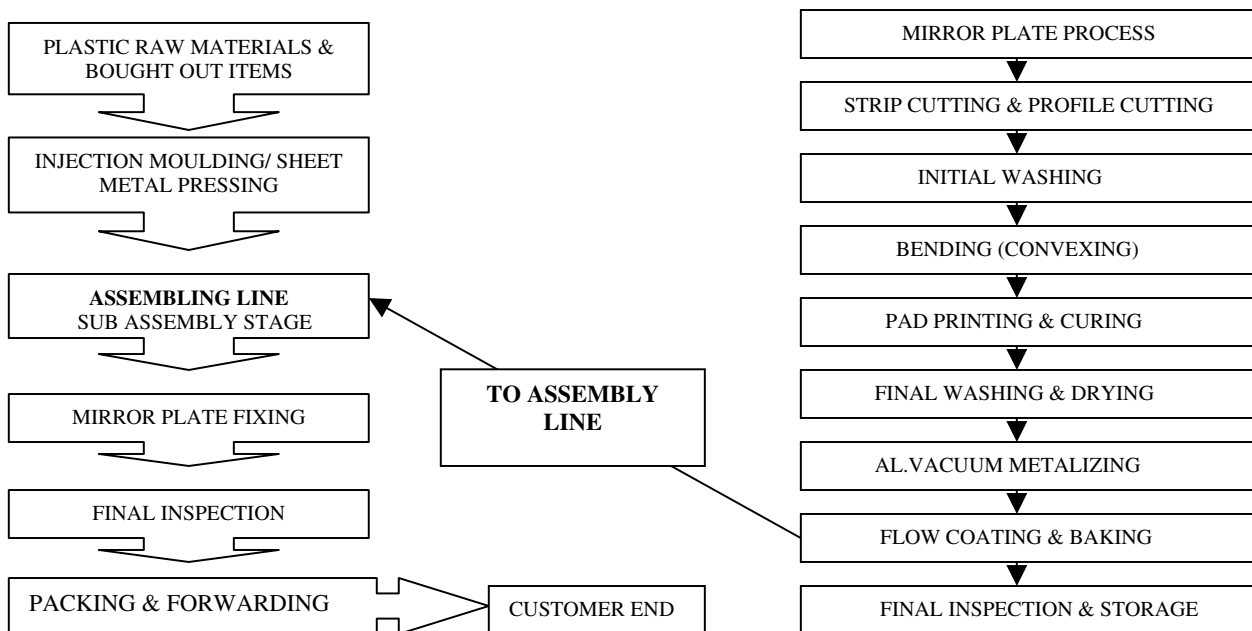 PLASTIC RAW MATERIALS &
BOUGHT OUT ITEMS
INJECTION MOULDING/ SHEET
METAL PRESSING
ASSEMBLING LINE
SUB ASSEMBLY STAGE
MIRROR PLATE FIXING
FINAL INSPECTION
PACKING & FORWARDING
CUSTOMER END
TO ASSEMBLY
LINE
MIRROR PLATE PROCESS
STRIP CUTTING & PROFILE CUTTING
INITIAL WASHING
BENDING (CONVEXING)
PAD PRINTING & CURING
FINAL WASHING & DRYING
AL.VACUUM METALIZING
FLOW COATING & BAKING
FINAL INSPECTION & STORAGE